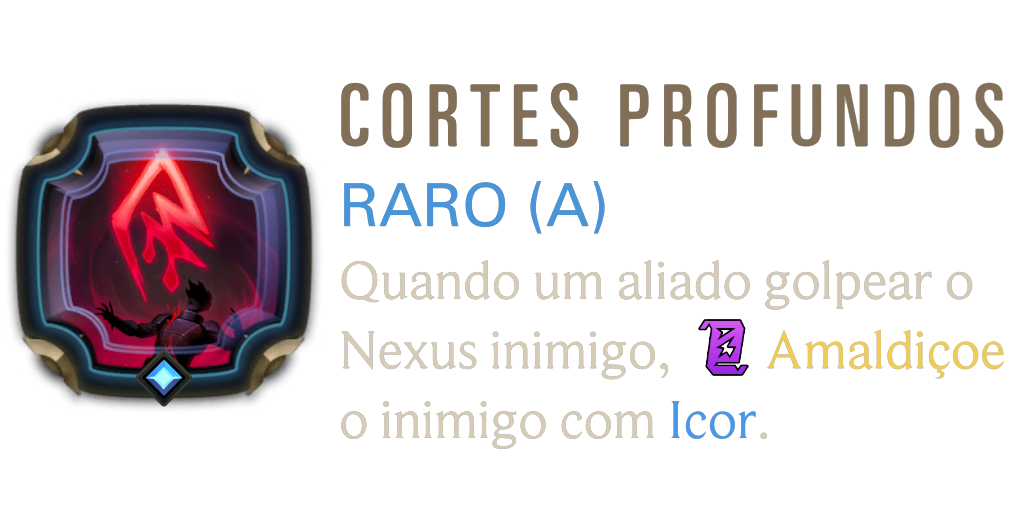 CORTES PROFUNDOS
RARO (A)
Quando um aliado golpear o
Nexus inimigo, Amaldiçoe
o inimigo com Icor.